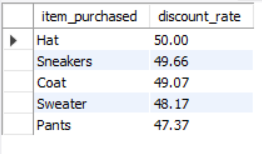 item_purchased discount_rate
Hat 50.00
Sneakers 49.66
Coat 49.07
Sweater 48.17
Pants 47.37